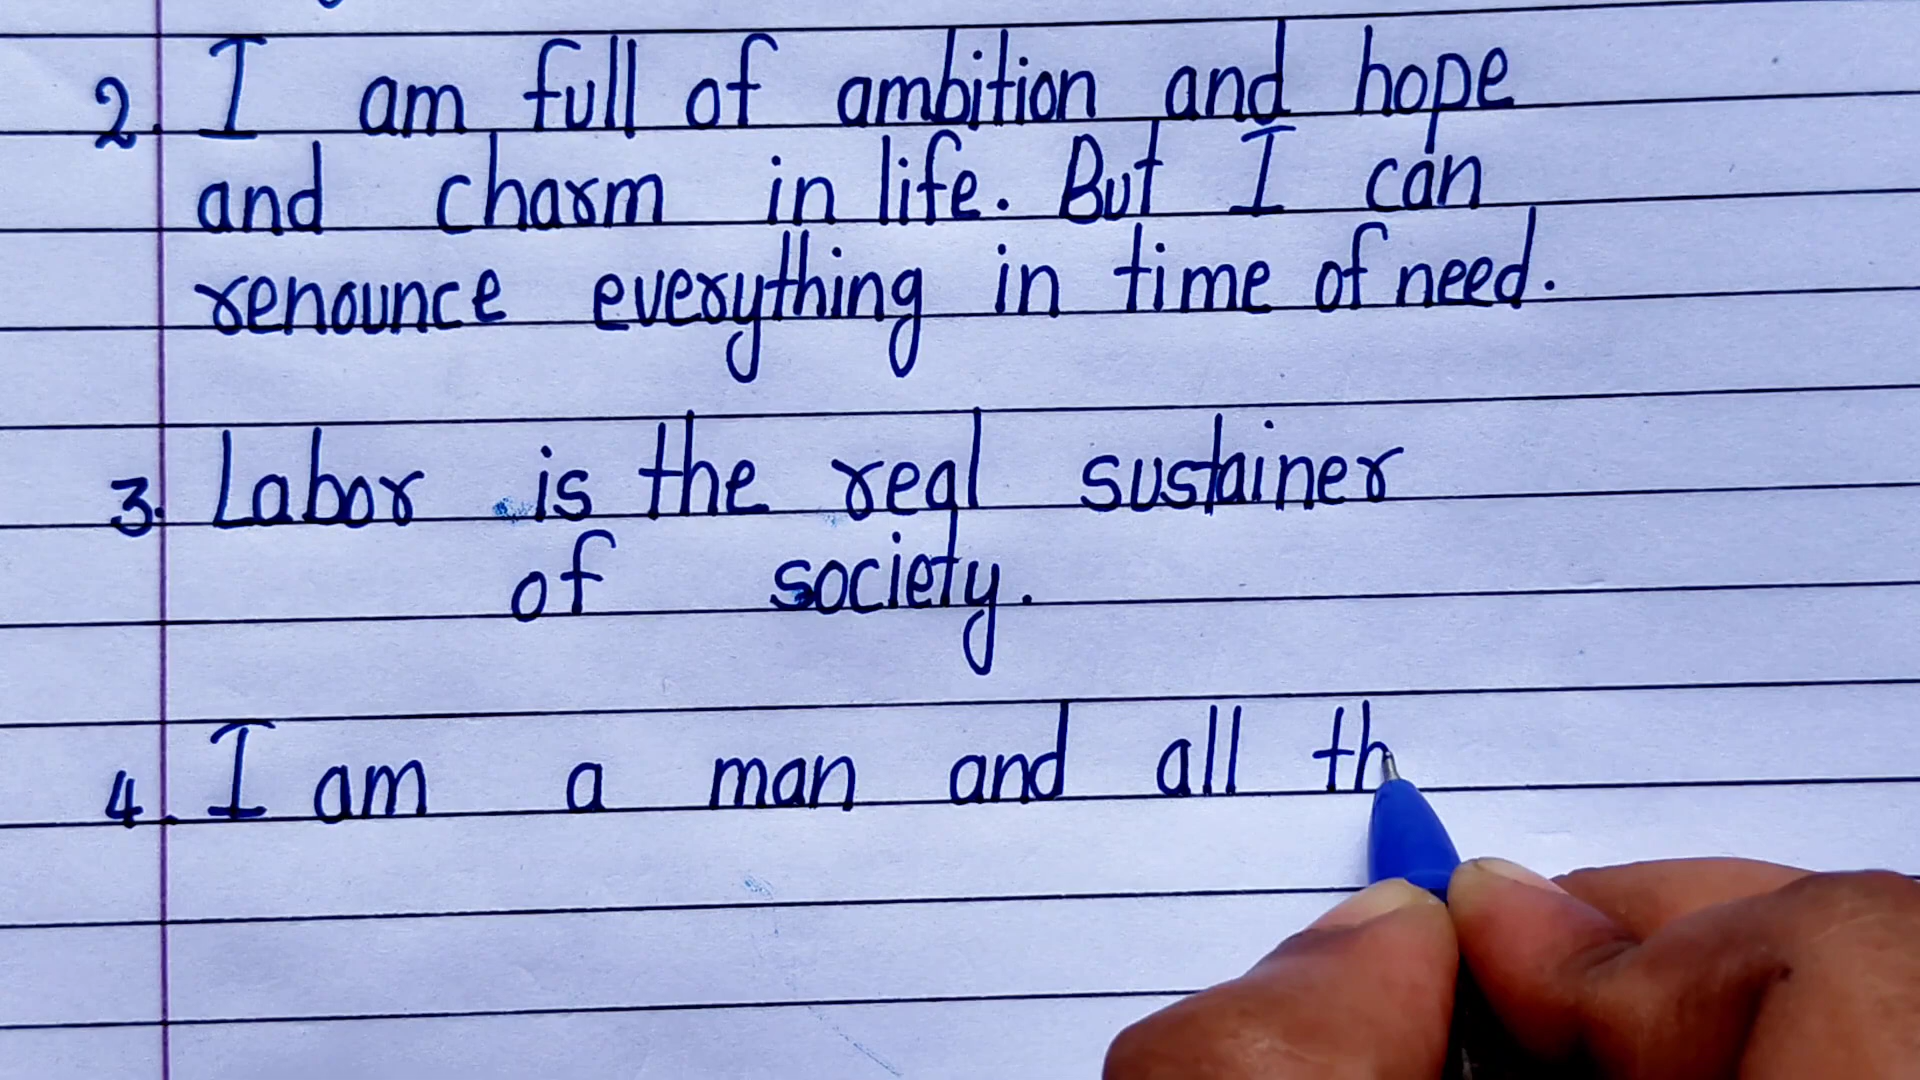 2. I am full of ambition and hope
and charm in life. But I can
renounce everything in time of need.
3. Labor is the real sustainer
of society.
4. I am a man and all th